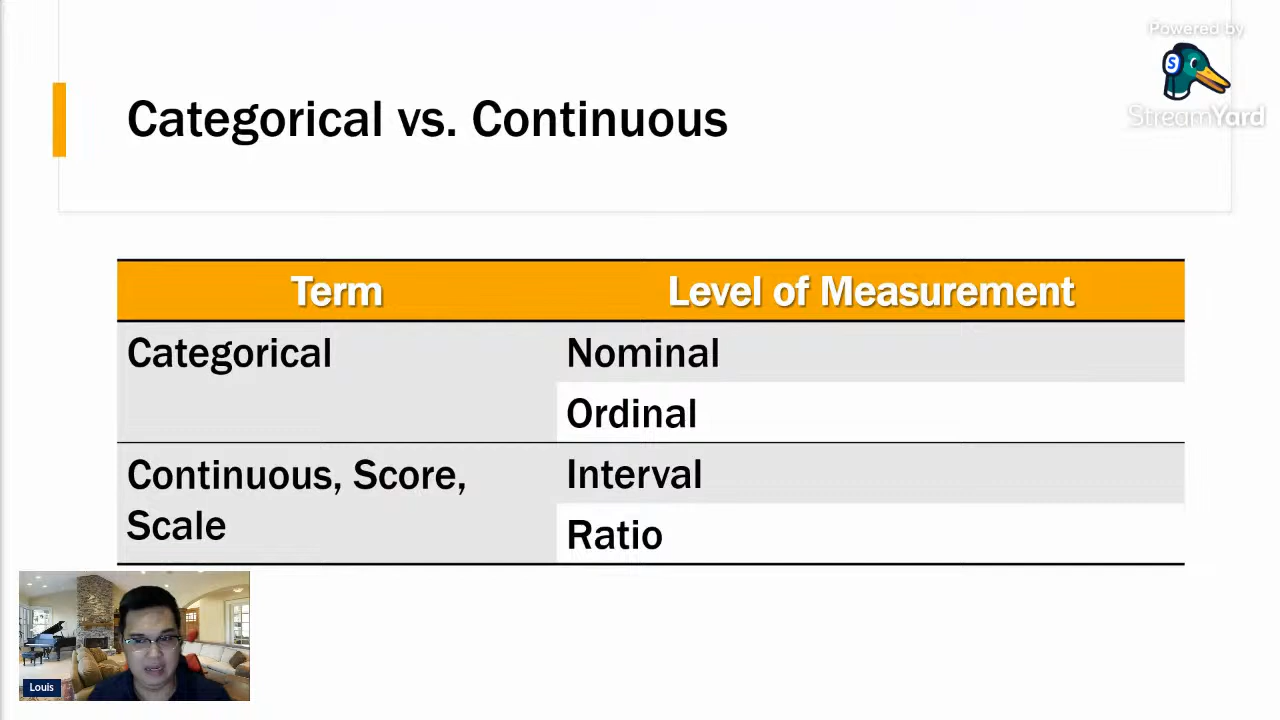 Powered by
StreamYard
Categorical vs. Continuous
Term
Level of Measurement
Categorical
Nominal
Ordinal
Continuous, Score,
Scale
Interval
Ratio
Louis